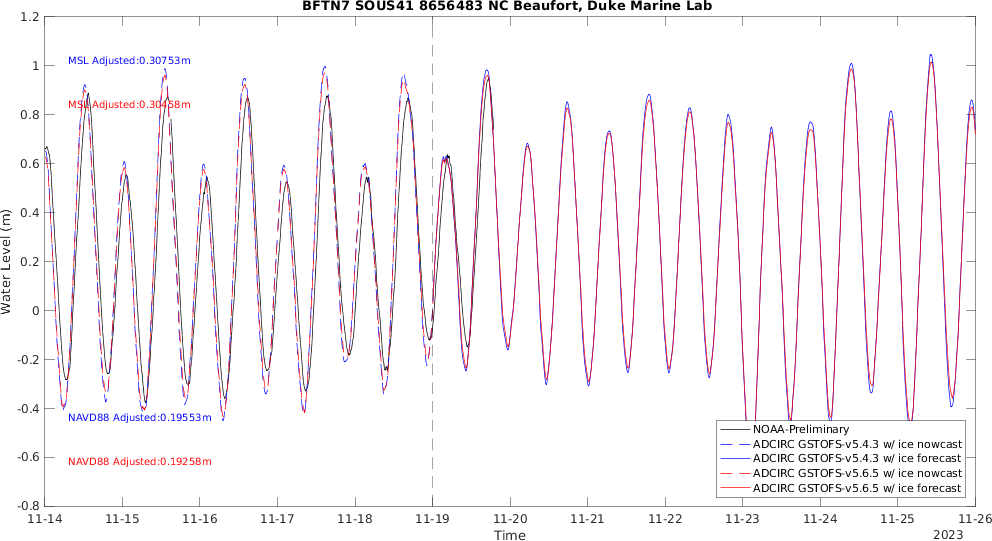 BFTN7 SOUS41 8656483 NC Beaufort, Duke Marine Lab
1.2
1
0.8
0.6
0.4
0.2
0
-0.2
-0.4
-0.6
-0.8
Water Level (m)
MSL Adjusted:0.30753m
MSL Adjusted:0.30458m
NAVD88 Adjusted:0.19553m
NAVD88 Adjusted:0.19258m
NOAA-Preliminary
ADCIRC GSTOFS-v5.4.3 w/ ice nowcast
ADCIRC GSTOFS-v5.4.3 w/ ice forecast
ADCIRC GSTOFS-v5.6.5 w/ ice nowcast
ADCIRC GSTOFS-v5.6.5 w/ ice forecast
11-14 11-15 11-16 11-17 11-18 11-19 11-20 11-21 11-22 11-23 11-24 11-25 11-26
Time
2023